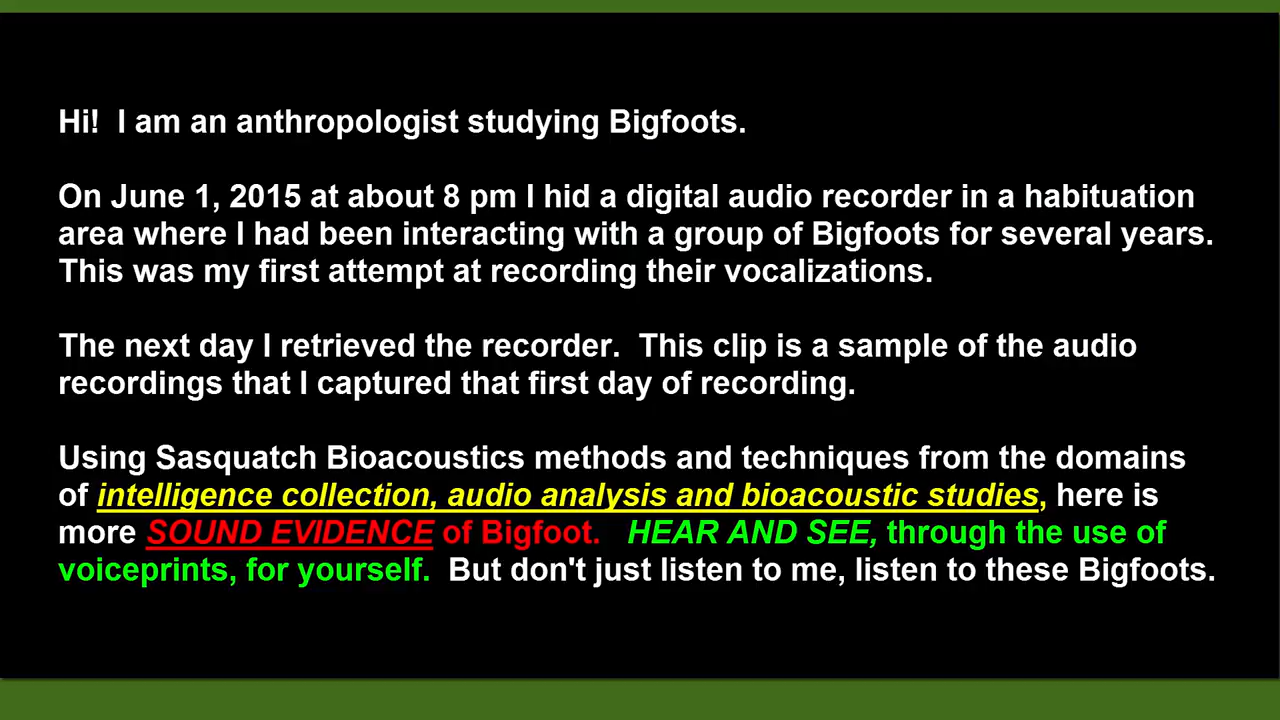 Hi!  I am an anthropologist studying Bigfoots.
On June 1, 2015 at about 8 pm I hid a digital audio recorder in a habituation
area where I had been interacting with a group of Bigfoots for several years.
This was my first attempt at recording their vocalizations.
The next day I retrieved the recorder.  This clip is a sample of the audio
recordings that I captured that first day of recording.
Using Sasquatch Bioacoustics methods and techniques from the domains
of intelligence collection, audio analysis and bioacoustic studies, here is
more SOUND EVIDENCE of Bigfoot.   HEAR AND SEE, through the use of
voiceprints, for yourself.  But don't just listen to me, listen to these Bigfoots.